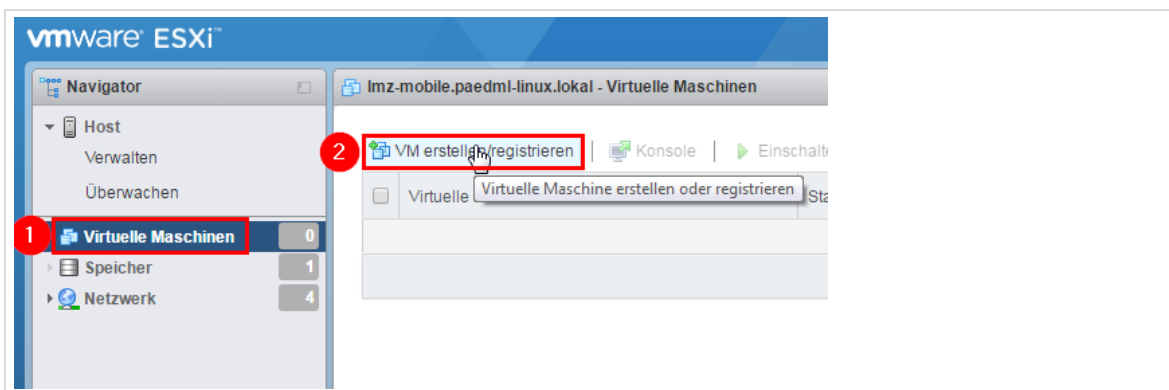 vmware ESXi™
Navigator
lmz-mobile.paedml-linux.lokal - Virtuelle Maschinen
Host
Verwalten
Überwachen
1 Virtuelle Maschinen 0
Speicher 1
Netzwerk 4
2 VM erstellen/registrieren | Konsole | Einschalte
Virtuelle Sta
Virtuelle Maschine erstellen oder registrieren